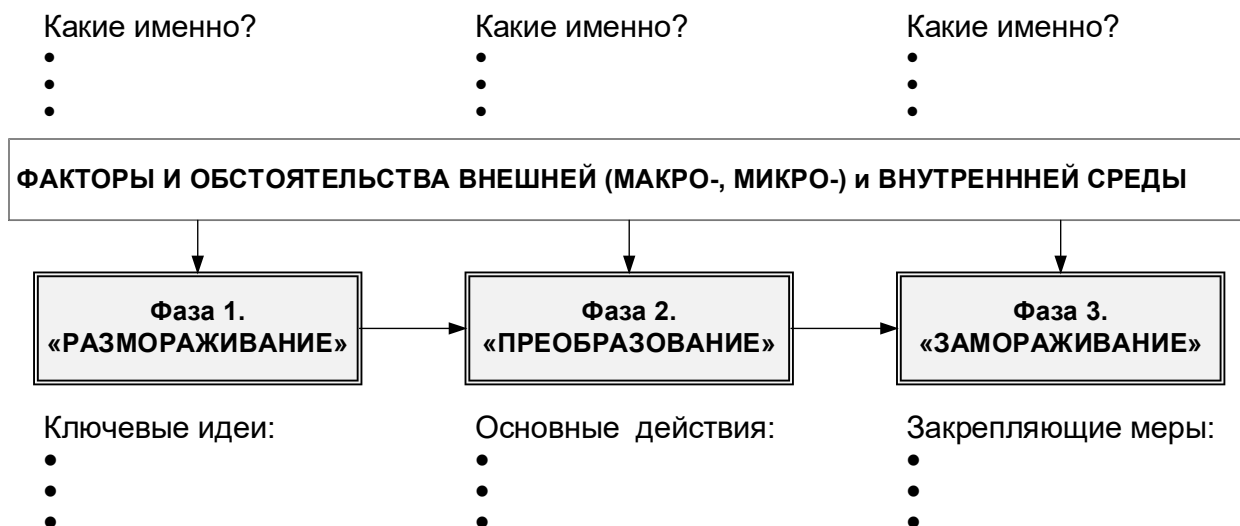 Какие именно? Какие именно? Какие именно?
• • •
• • •
• • •
ФАКТОРЫ И ОБСТОЯТЕЛЬСТВА ВНЕШНЕЙ (МАКРО-, МИКРО-) и ВНУТРЕНННЕЙ СРЕДЫ
Фаза 1.
«РАЗМОРАЖИВАНИЕ»
Фаза 2.
«ПРЕОБРАЗОВАНИЕ»
Фаза 3.
«ЗАМОРАЖИВАНИЕ»
Ключевые идеи: Основные действия: Закрепляющие меры:
• • •
• • •
• • •